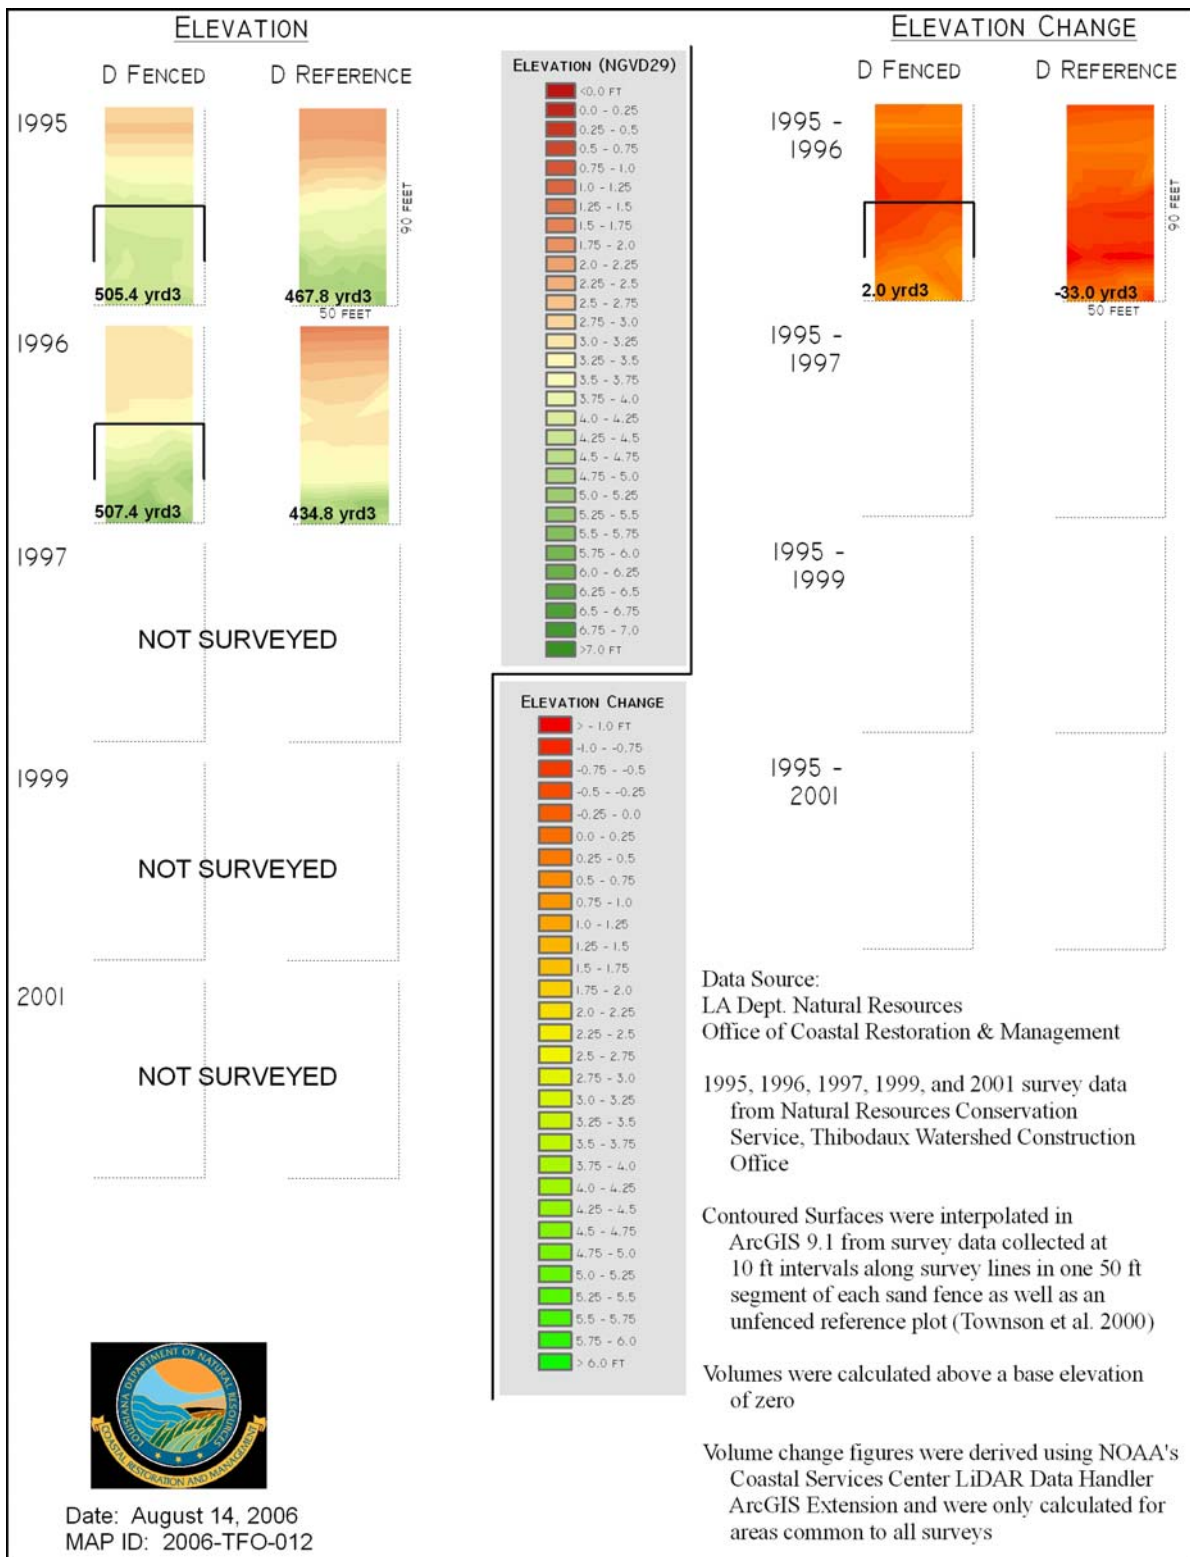 ELEVATION
D FENCED
D REFERENCE
1995
505.4 yrd3
467.8 yrd3
50 FEET
90 FEET
1996
507.4 yrd3
434.8 yrd3
1997
NOT SURVEYED
1999
NOT SURVEYED
2001
NOT SURVEYED
ELEVATION (NGVD29)
<0.0 FT
0.0 - 0.25
0.25 - 0.5
0.5 - 0.75
0.75 - 1.0
1.0 - 1.25
1.25 - 1.5
1.5 - 1.75
1.75 - 2.0
2.0 - 2.25
2.25 - 2.5
2.5 - 2.75
2.75 - 3.0
3.0 - 3.25
3.25 - 3.5
3.5 - 3.75
3.75 - 4.0
4.0 - 4.25
4.25 - 4.5
4.5 - 4.75
4.75 - 5.0
5.0 - 5.25
5.25 - 5.5
5.5 - 5.75
5.75 - 6.0
6.0 - 6.25
6.25 - 6.5
6.5 - 6.75
6.75 - 7.0
>7.0 FT
ELEVATION CHANGE
> - 1.0 FT
-1.0 - -0.75
-0.75 - -0.5
-0.5 - -0.25
-0.25 - 0.0
0.0 - 0.25
0.25 - 0.5
0.5 - 0.75
0.75 - 1.0
1.0 - 1.25
1.25 - 1.5
1.5 - 1.75
1.75 - 2.0
2.0 - 2.25
2.25 - 2.5
2.5 - 2.75
2.75 - 3.0
3.0 - 3.25
3.25 - 3.5
3.5 - 3.75
3.75 - 4.0
4.0 - 4.25
4.25 - 4.5
4.5 - 4.75
4.75 - 5.0
5.0 - 5.25
5.25 - 5.5
5.5 - 5.75
5.75 - 6.0
> 6.0 FT
ELEVATION CHANGE
D FENCED
D REFERENCE
1995 -
1996
2.0 yrd3
-33.0 yrd3
50 FEET
90 FEET
1995 -
1997
1995 -
1999
1995 -
2001
Data Source:
LA Dept. Natural Resources
Office of Coastal Restoration & Management
1995, 1996, 1997, 1999, and 2001 survey data
from Natural Resources Conservation
Service, Thibodaux Watershed Construction
Office
Contoured Surfaces were interpolated in
ArcGIS 9.1 from survey data collected at
10 ft intervals along survey lines in one 50 ft
segment of each sand fence as well as an
unfenced reference plot (Townson et al. 2000)
Volumes were calculated above a base elevation
of zero
Volume change figures were derived using NOAA's
Coastal Services Center LiDAR Data Handler
ArcGIS Extension and were only calculated for
areas common to all surveys
LOUISIANA DEPARTMENT OF NATURAL RESOURCES
COASTAL RESTORATION AND MANAGEMENT
Date: August 14, 2006
MAP ID: 2006-TFO-012